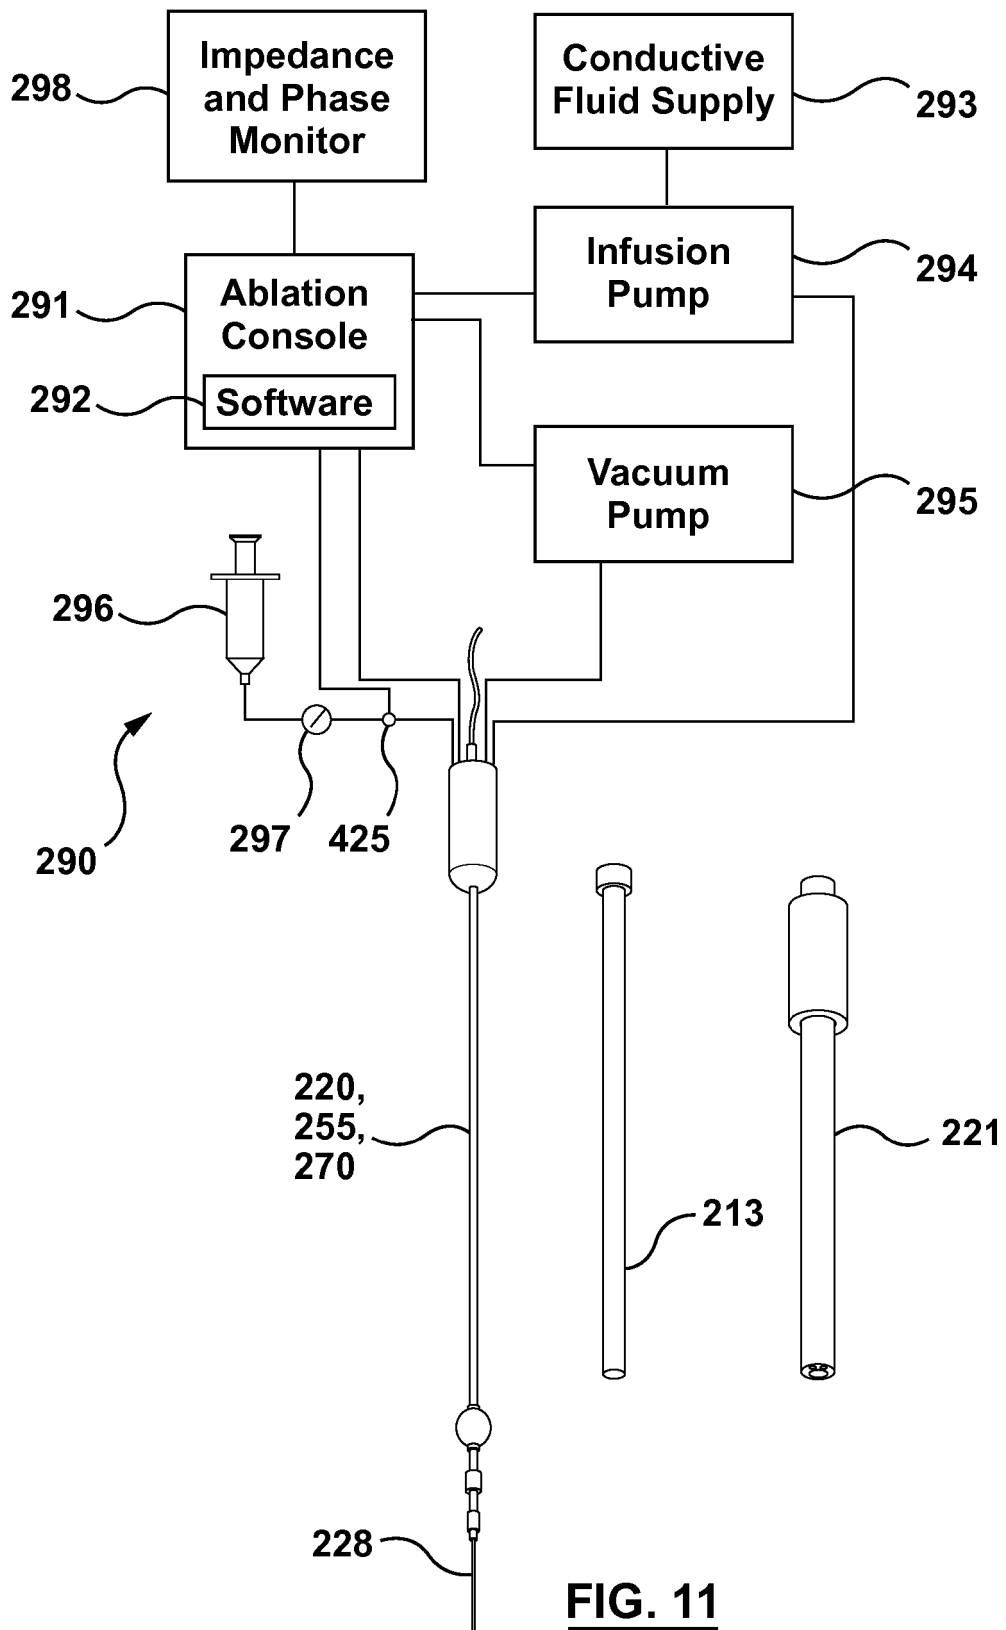 298
Impedance
and Phase
Monitor
Conductive
Fluid Supply
293
291
Ablation
Console
292
Software
Infusion
Pump
294
Vacuum
Pump
295
296
290
297
425
220,
255,
270
213
221
228
FIG. 11